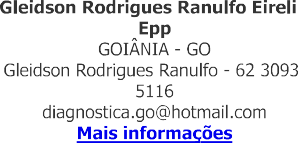 Gleidson Rodrigues Ranulfo Eireli
Epp
GOIÂNIA - GO
Gleidson Rodrigues Ranulfo - 62 3093
5116
diagnostica.go@hotmail.com
Mais informações